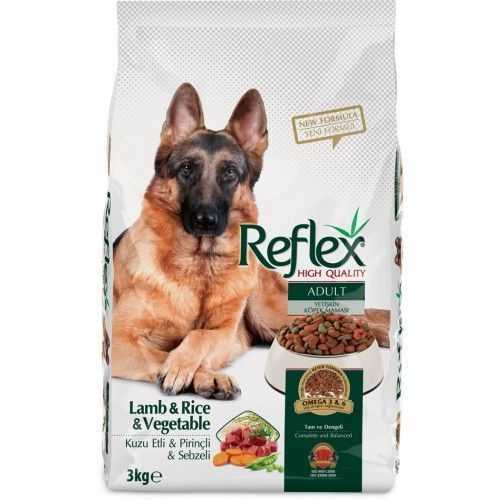 NEW FORMULA
YENİ FORMÜL
Reflex
HIGH QUALITY
ADULT
YETİŞKİN
KÖPEK MAMASI
Lamb & Rice
& Vegetable
Kuzu Etli & Pirinçli
& Sebzeli
3kg e
OMEGA 3 & 6
Tam ve Dengeli
Complete and Balanced